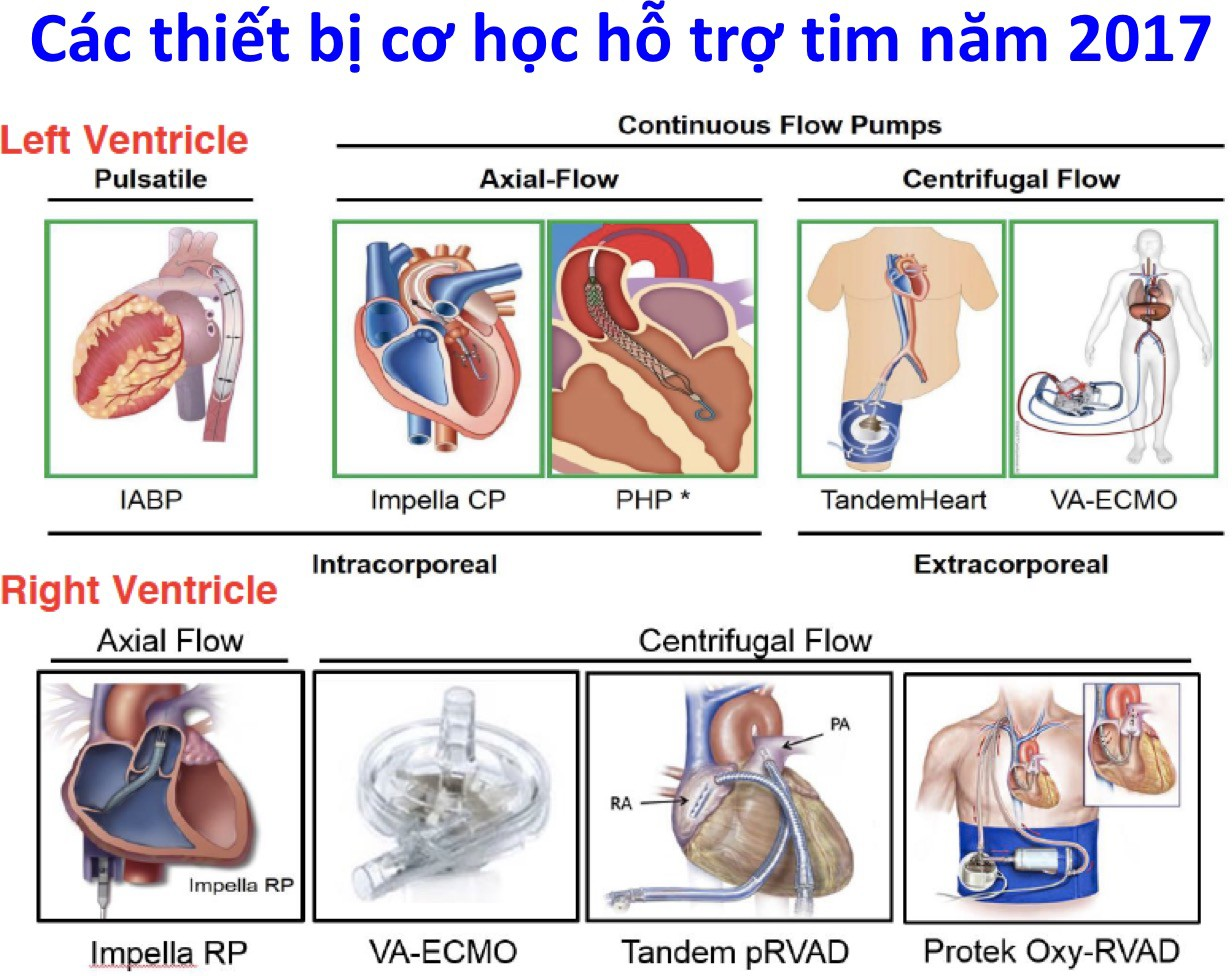 Các thiết bị cơ học hỗ trợ tim năm 2017
Left Ventricle
Continuous Flow Pumps
Pulsatile
Axial-Flow
Centrifugal Flow
IABP
Impella CP
PHP *
TandemHeart
VA-ECMO
Intracorporeal
Extracorporeal
Right Ventricle
Axial Flow
Centrifugal Flow
PA
RA
Impella RP
Impella RP
VA-ECMO
Tandem pRVAD
Protek Oxy-RVAD